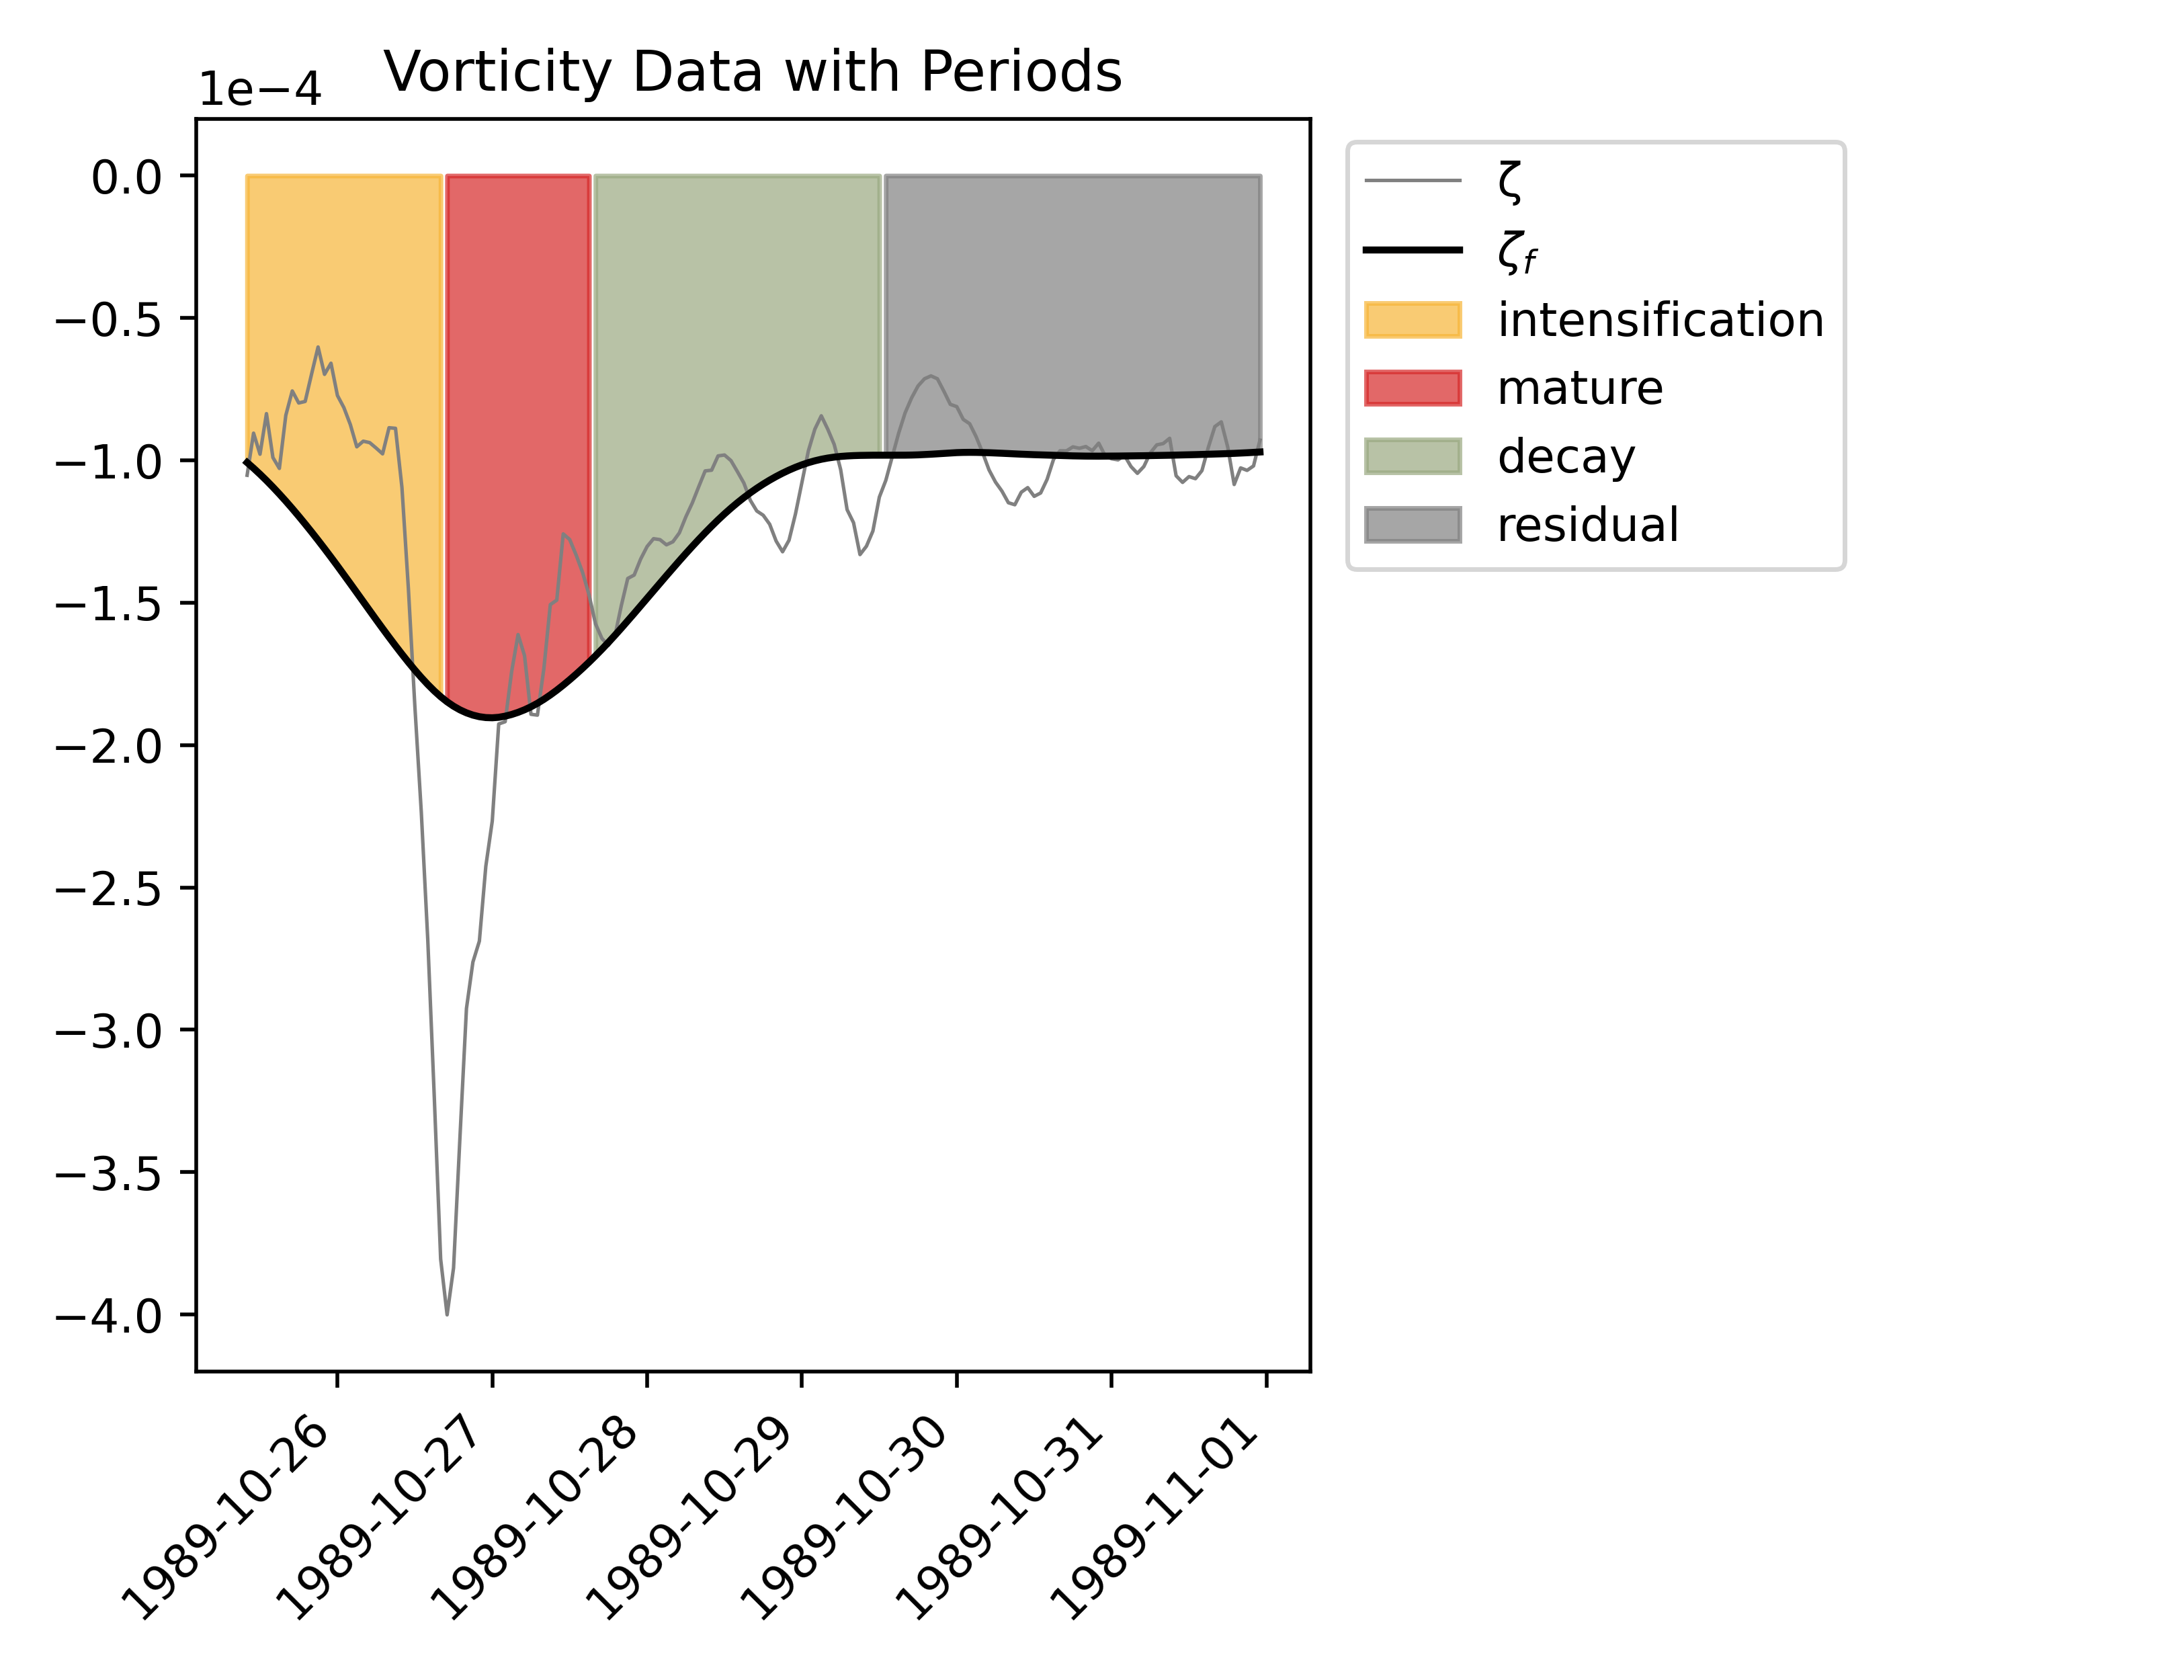 Vorticity Data with Periods
1e−4
0.0
−0.5
−1.0
−1.5
−2.0
−2.5
−3.0
−3.5
−4.0
1989-10-26
1989-10-27
1989-10-28
1989-10-29
1989-10-30
1989-10-31
1989-11-01
ζ
ζf
intensification
mature
decay
residual